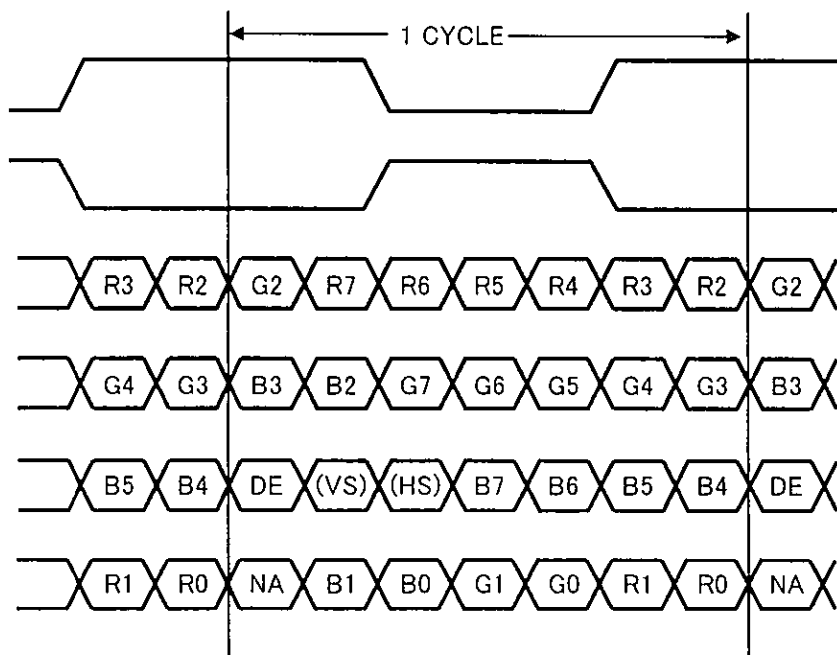 1 CYCLE
R3 R2 G2 R7 R6 R5 R4 R3 R2 G2
G4 G3 B3 B2 G7 G6 G5 G4 G3 B3
B5 B4 DE (VS) (HS) B7 B6 B5 B4 DE
R1 R0 NA B1 B0 G1 G0 R1 R0 NA